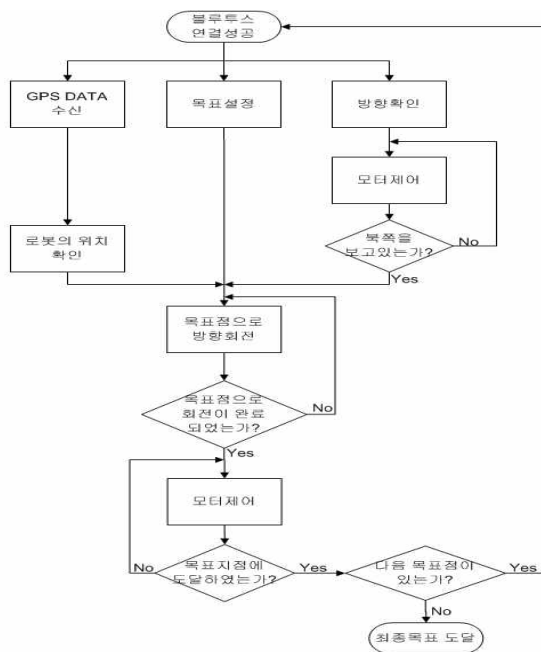 블루투스
연결성공
GPS DATA
수신
목표설정
방향확인
모터제어
로봇의 위치
확인
북쪽을
보고있는가?
No
Yes
목표점으로
방향회전
목표점으로
회전이 완료
되었는가?
No
Yes
모터제어
목표지점에
도달하였는가?
No
Yes
다음 목표점이
있는가?
Yes
No
최종목표 도달